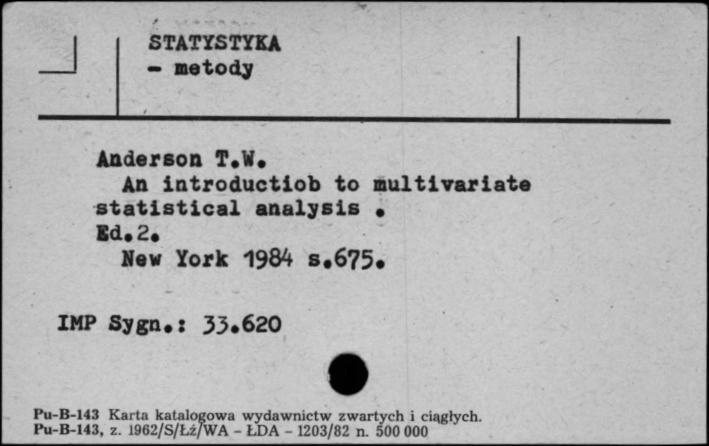 STATYSTYKA
- metody
Anderson T.W.
An introductiob to multivariate
statistical analysis .
Ed.2.
New York 1984 s.675.
IMP Sygn.: 33.620
Pu-B-143 Karta katalogowa wydawnictw zwartych i ciągłych.
Pu-B-143, z. 1962/S/Łź/WA - ŁDA - 1203/82 n. 500 000